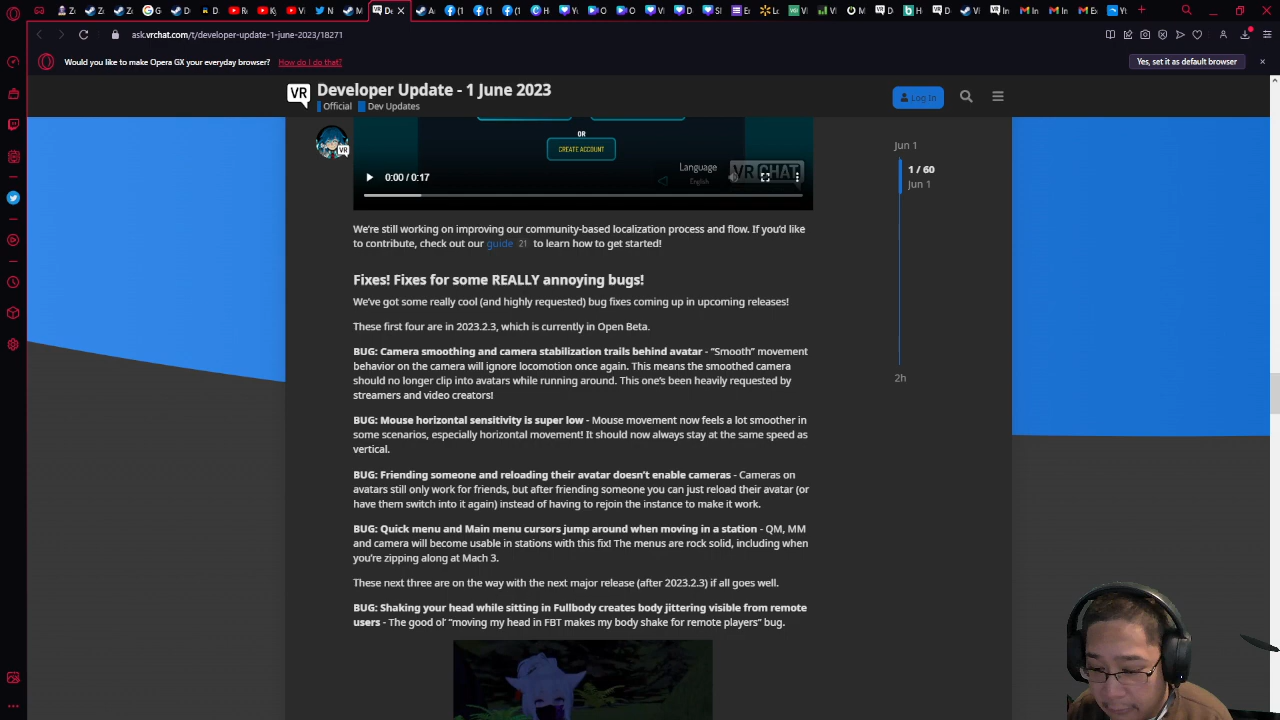 ask.vrchat.com/t/developer-update-1-june-2023/18271
Would you like to make Opera GX your everyday browser? How do I do that?
Yes, set it as default browser
VR
Developer Update - 1 June 2023
Official Dev Updates
Log In
OR
CREATE ACCOUNT
Language
English
VRCHAT
0:00 / 0:17
Jun 1
1 / 60
Jun 1
2h
We're still working on improving our community-based localization process and flow. If you'd like
to contribute, check out our guide 21 to learn how to get started!
Fixes! Fixes for some REALLY annoying bugs!
We've got some really cool (and highly requested) bug fixes coming up in upcoming releases!
These first four are in 2023.2.3, which is currently in Open Beta.
BUG: Camera smoothing and camera stabilization trails behind avatar - "Smooth" movement
behavior on the camera will ignore locomotion once again. This means the smoothed camera
should no longer clip into avatars while running around. This one's been heavily requested by
streamers and video creators!
BUG: Mouse horizontal sensitivity is super low - Mouse movement now feels a lot smoother in
some scenarios, especially horizontal movement! It should now always stay at the same speed as
vertical.
BUG: Friending someone and reloading their avatar doesn't enable cameras - Cameras on
avatars still only work for friends, but after friending someone you can just reload their avatar (or
have them switch into it again) instead of having to rejoin the instance to make it work.
BUG: Quick menu and Main menu cursors jump around when moving in a station - QM, MM
and camera will become usable in stations with this fix! The menus are rock solid, including when
you're zipping along at Mach 3.
These next three are on the way with the next major release (after 2023.2.3) if all goes well.
BUG: Shaking your head while sitting in Fullbody creates body jittering visible from remote
users - The good ol' "moving my head in FBT makes my body shake for remote players" bug.